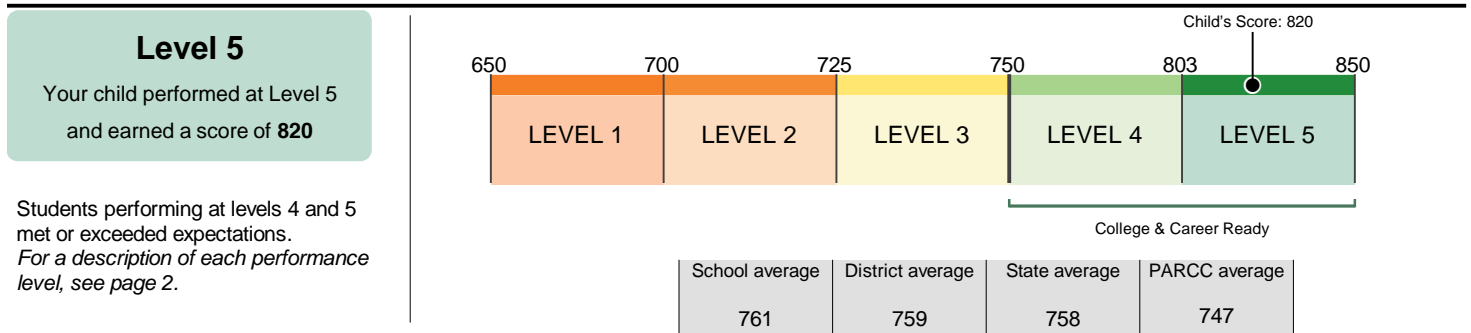 Level 5
Your child performed at Level 5
and earned a score of 820
Students performing at levels 4 and 5
met or exceeded expectations.
For a description of each performance
level, see page 2.
Child's Score: 820
650 700 725 750 803 850
LEVEL 1 LEVEL 2 LEVEL 3 LEVEL 4 LEVEL 5
College & Career Ready
School average District average State average PARCC average
761 759 758 747